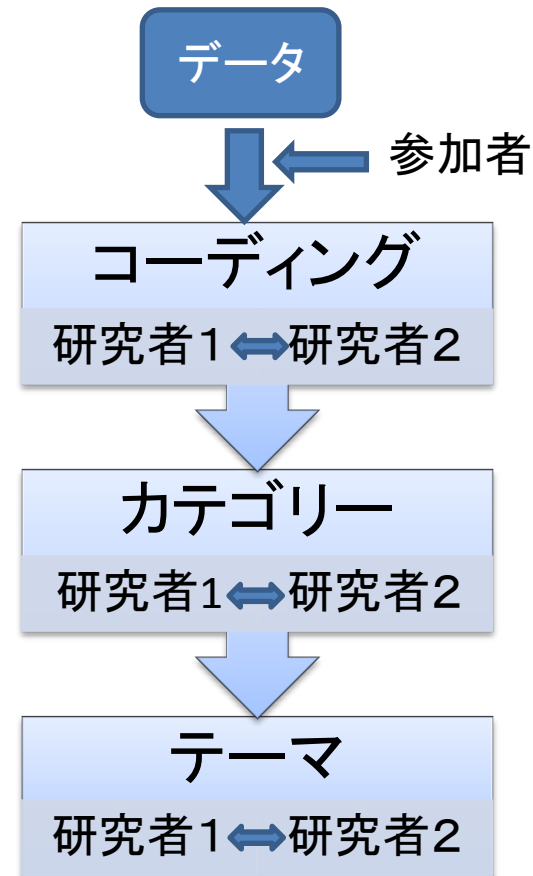 データ
参加者
コーディング
研究者１ 研究者２
カテゴリー
研究者1 研究者２
テーマ
研究者１ 研究者２